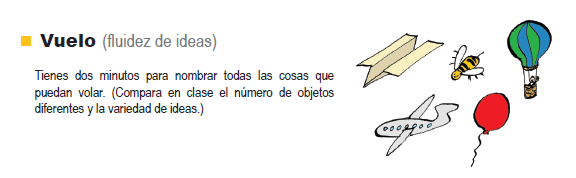 Vuelo (fluidez de ideas)
Tienes dos minutos para nombrar todas las cosas que
puedan volar. (Compara en clase el número de objetos
diferentes y la variedad de ideas.)